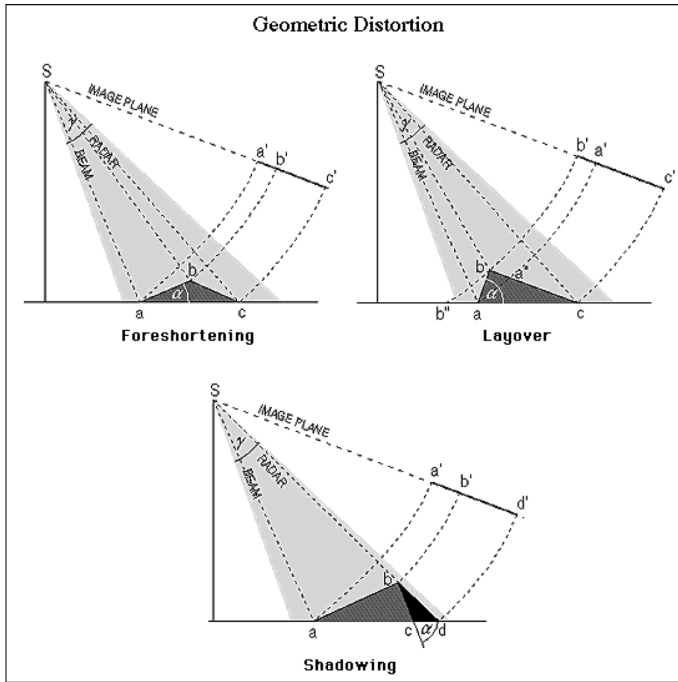 Geometric Distortion
S
IMAGE PLANE
γ
RADAR
BEAM
a' b'
c'
b
α
a c
Foreshortening
S
IMAGE PLANE
γ
RADAR
BEAM
b' a'
c'
b a"
α
b" a c
Layover
S
IMAGE PLANE
γ
RADAR
BEAM
a' b'
d'
b
a c α d
Shadowing